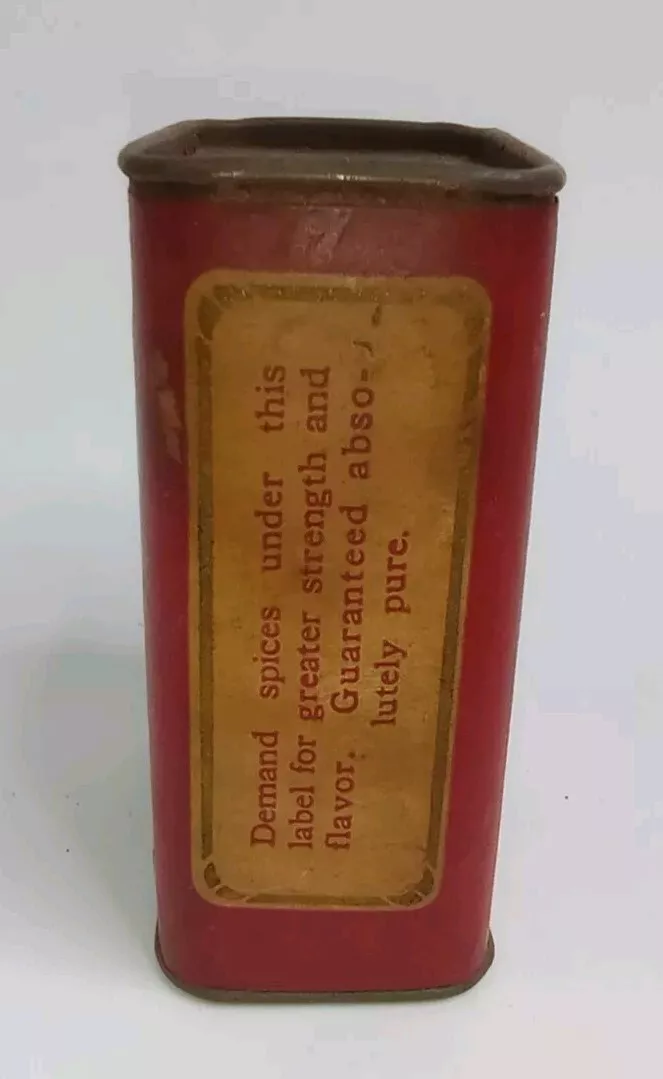 Demand spices under this
label for greater strength and
flavor. Guaranteed abso-
lutely pure.